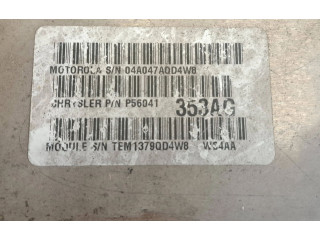 MOTOROLA S/N 04A047AQD4W8
CHRYSLER P/N P56041 353AG
MODULE S/N TEM1379QD4W8 WS4AA